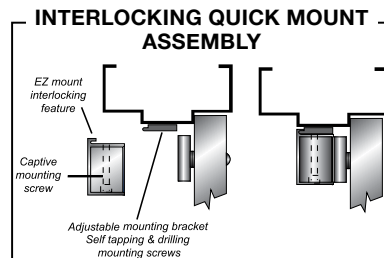 INTERLOCKING QUICK MOUNT
ASSEMBLY
EZ mount
interlocking
feature
Captive
mounting
screw
Adjustable mounting bracket
Self tapping & drilling
mounting screws